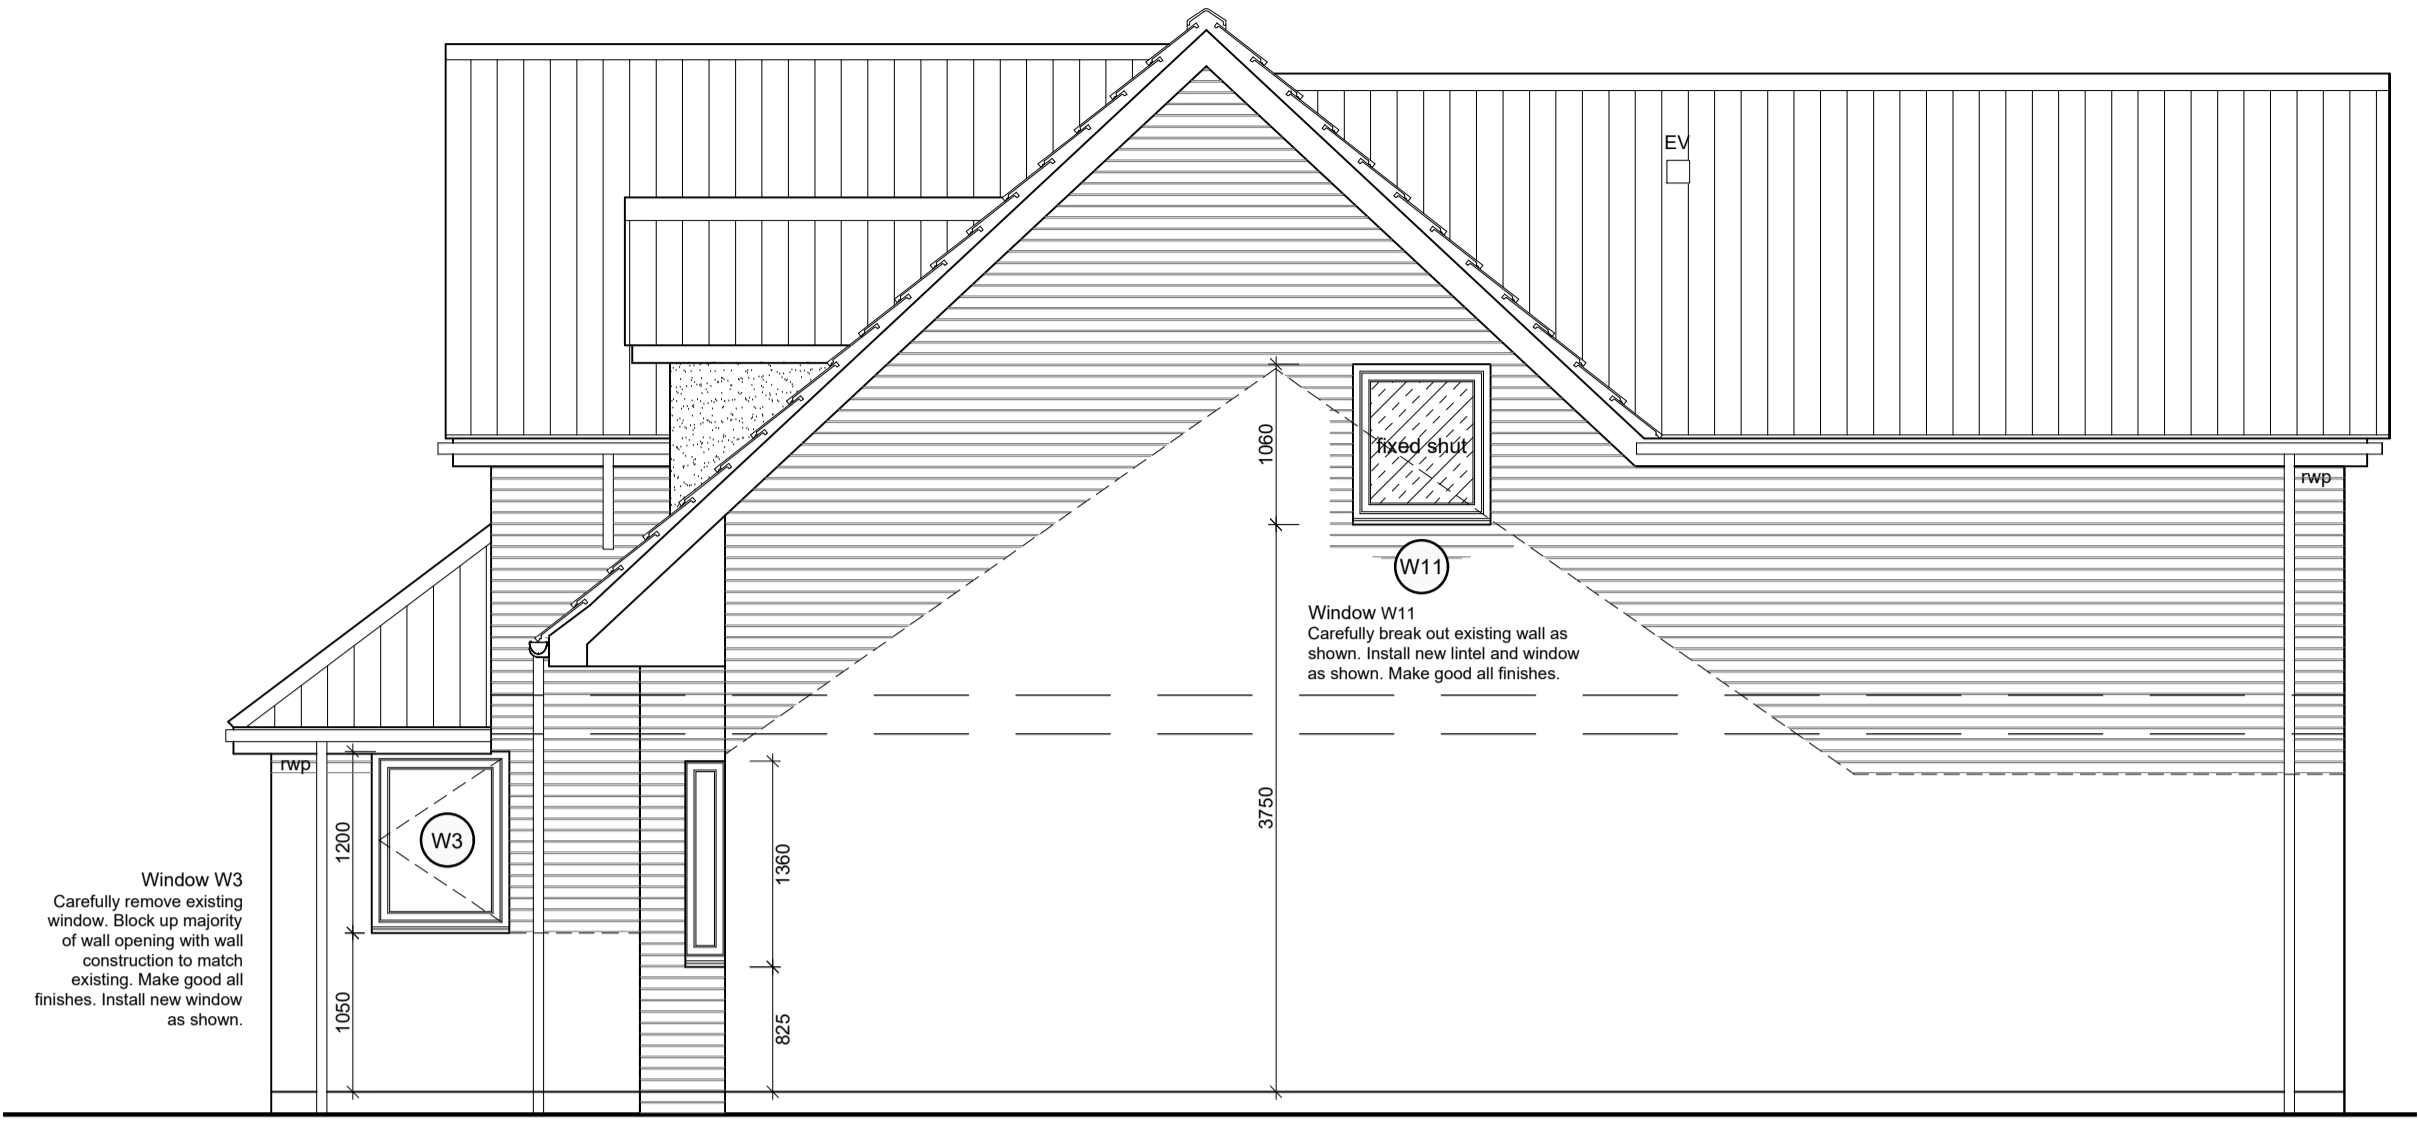 EV
fixed shut
1060
rwp
W11
Window W11
Carefully break out existing wall as
shown. Install new lintel and window
as shown. Make good all finishes.
rwp
3750
1200
W3
1360
Window W3
Carefully remove existing
window. Block up majority
of wall opening with wall
construction to match
existing. Make good all
finishes. Install new window
as shown.
1050
825